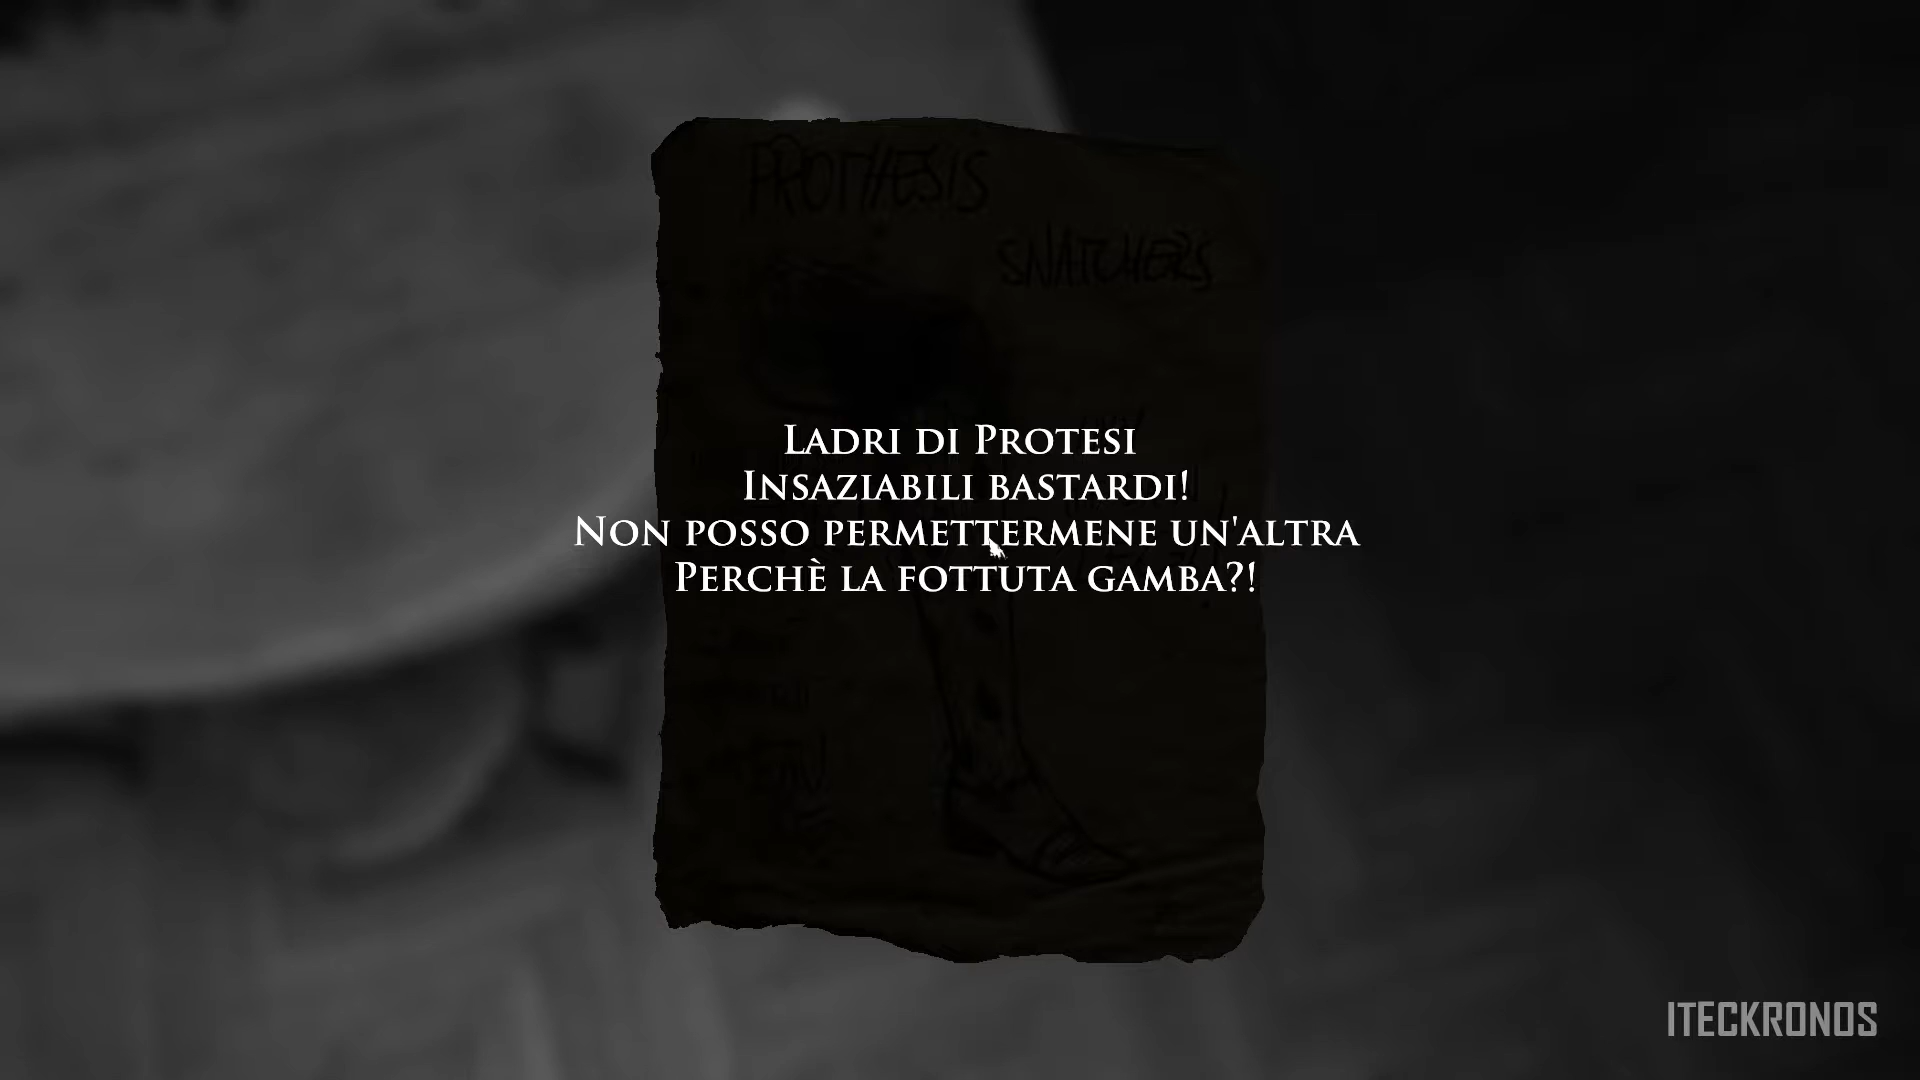 PROTHESIS
SNATCHERS
Ladri di Protesi
Insaziabili bastardi!
Non posso permettermene un'altra
Perchè la fottuta gamba?!
ITECKRONOS